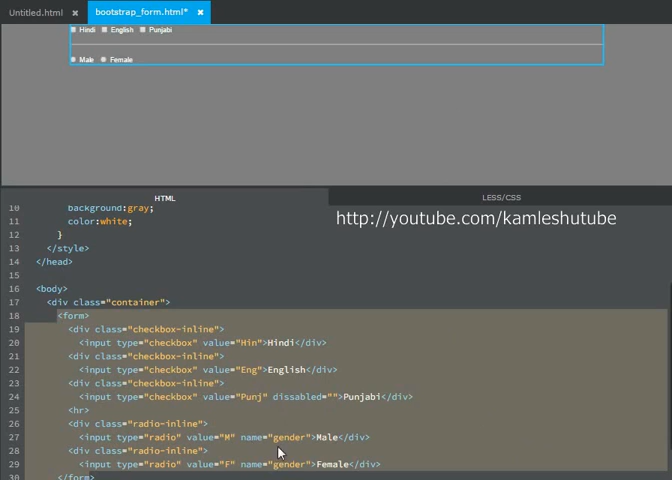 Untitled.html × bootstrap_form.html* ×
Hindi English Punjabi
Male Female
HTML LESS/CSS
http://youtube.com/kamleshutube
10 background:gray;
11 color:white;
12 }
13 </style>
14 </head>
15
16 <body>
17 <div class="container">
18 <form>
19 <div class="checkbox-inline">
20 <input type="checkbox" value="Hin">Hindi</div>
21 <div class="checkbox-inline">
22 <input type="checkbox" value="Eng">English</div>
23 <div class="checkbox-inline">
24 <input type="checkbox" value="Punj" dissabled="">Punjabi</div>
25 <hr>
26 <div class="radio-inline">
27 <input type="radio" value="M" name="gender">Male</div>
28 <div class="radio-inline">
29 <input type="radio" value="F" name="gender">Female</div>
30 </form>